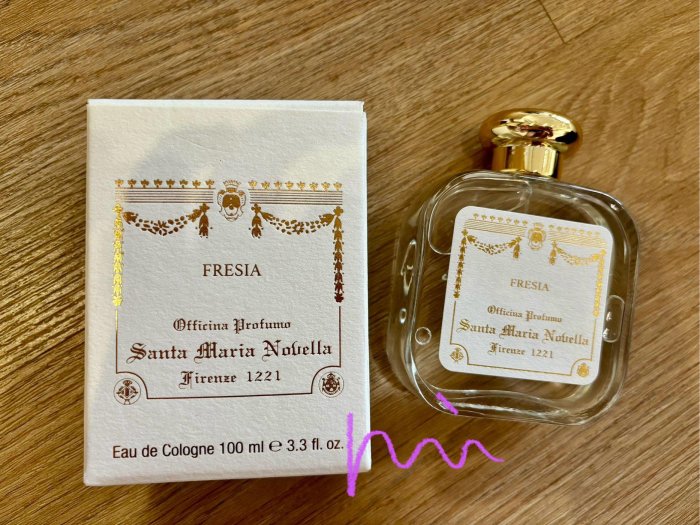 FRESIA
Officina Profumo
Santa Maria Novella
Firenze 1221
Eau de Cologne 100 ml ℮ 3.3 fl. oz.
FRESIA
Officina Profumo
Santa Maria Novella
Firenze 1221